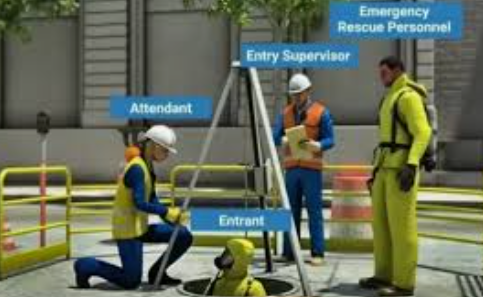 Emergency
Rescue Personnel
Entry Supervisor
Attendant
Entrant